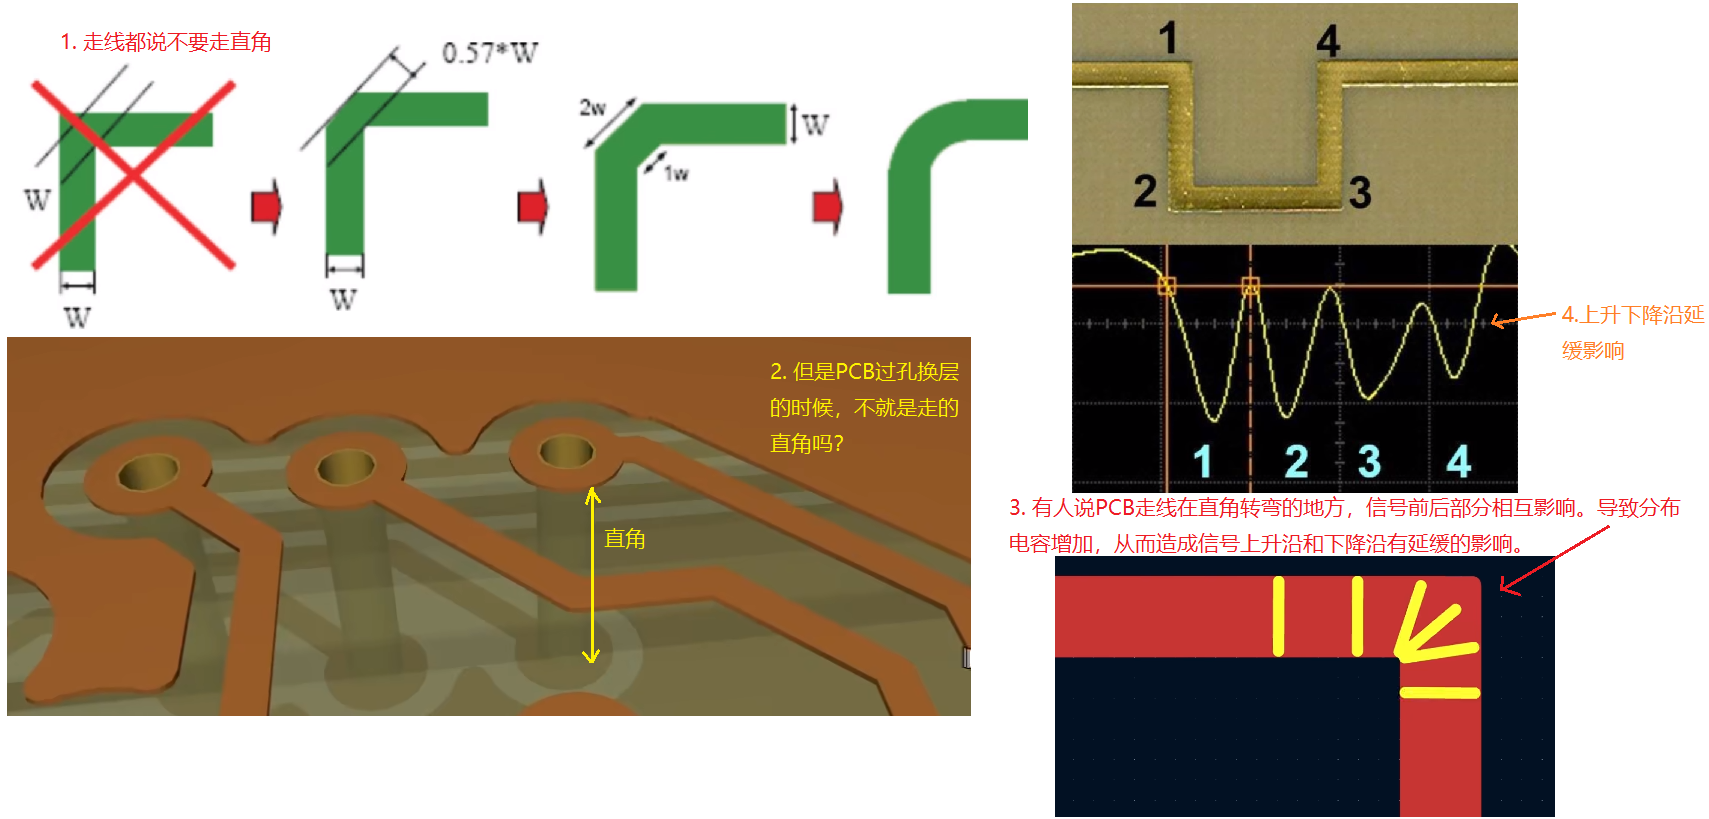 1. 走线都说不要走直角
0.57*W
W
W
W
2w
1w
W
2. 但是PCB过孔换层
的时候，不就是走的
直角吗?
直角
1
4
2
3
1
2
3
4
4.上升下降沿延
缓影响
3. 有人说PCB走线在直角转弯的地方，信号前后部分相互影响。导致分布
电容增加，从而造成信号上升沿和下降沿有延缓的影响。